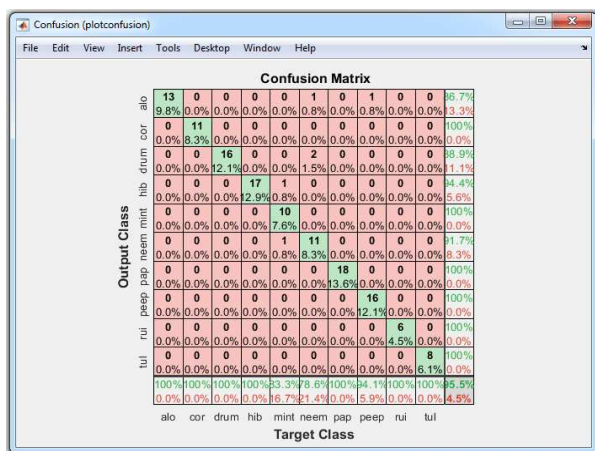 Confusion (plotconfusion)
File Edit View Insert Tools Desktop Window Help
Confusion Matrix
alo 13 0 0 0 0 1 0 1 0 0 86.7%
9.8% 0.0% 0.0% 0.0% 0.0% 0.8% 0.0% 0.8% 0.0% 0.0% 13.3%
cor 0 11 0 0 0 0 0 0 0 0 100%
0.0% 8.3% 0.0% 0.0% 0.0% 0.0% 0.0% 0.0% 0.0% 0.0% 0.0%
drum 0 0 16 0 0 2 0 0 0 0 88.9%
0.0% 0.0% 12.1% 0.0% 0.0% 1.5% 0.0% 0.0% 0.0% 0.0% 11.1%
hib 0 0 0 17 1 0 0 0 0 0 94.4%
0.0% 0.0% 0.0% 12.9% 0.8% 0.0% 0.0% 0.0% 0.0% 0.0% 5.6%
mint 0 0 0 0 10 0 0 0 0 0 100%
0.0% 0.0% 0.0% 0.0% 7.6% 0.0% 0.0% 0.0% 0.0% 0.0% 0.0%
neem 0 0 0 0 1 11 0 0 0 0 91.7%
0.0% 0.0% 0.0% 0.0% 0.8% 8.3% 0.0% 0.0% 0.0% 0.0% 8.3%
pap 0 0 0 0 0 0 18 0 0 0 100%
0.0% 0.0% 0.0% 0.0% 0.0% 0.0% 13.6% 0.0% 0.0% 0.0% 0.0%
peep 0 0 0 0 0 0 0 16 0 0 100%
0.0% 0.0% 0.0% 0.0% 0.0% 0.0% 0.0% 12.1% 0.0% 0.0% 0.0%
rui 0 0 0 0 0 0 0 0 6 0 100%
0.0% 0.0% 0.0% 0.0% 0.0% 0.0% 0.0% 0.0% 4.5% 0.0% 0.0%
tul 0 0 0 0 0 0 0 0 0 8 100%
0.0% 0.0% 0.0% 0.0% 0.0% 0.0% 0.0% 0.0% 0.0% 6.1% 0.0%
100% 100% 100% 100% 83.3% 78.6% 100% 94.1% 100% 100% 95.5%
0.0% 0.0% 0.0% 0.0% 16.7% 21.4% 0.0% 5.9% 0.0% 0.0% 4.5%
alo cor drum hib mint neem pap peep rui tul
Output Class
Target Class